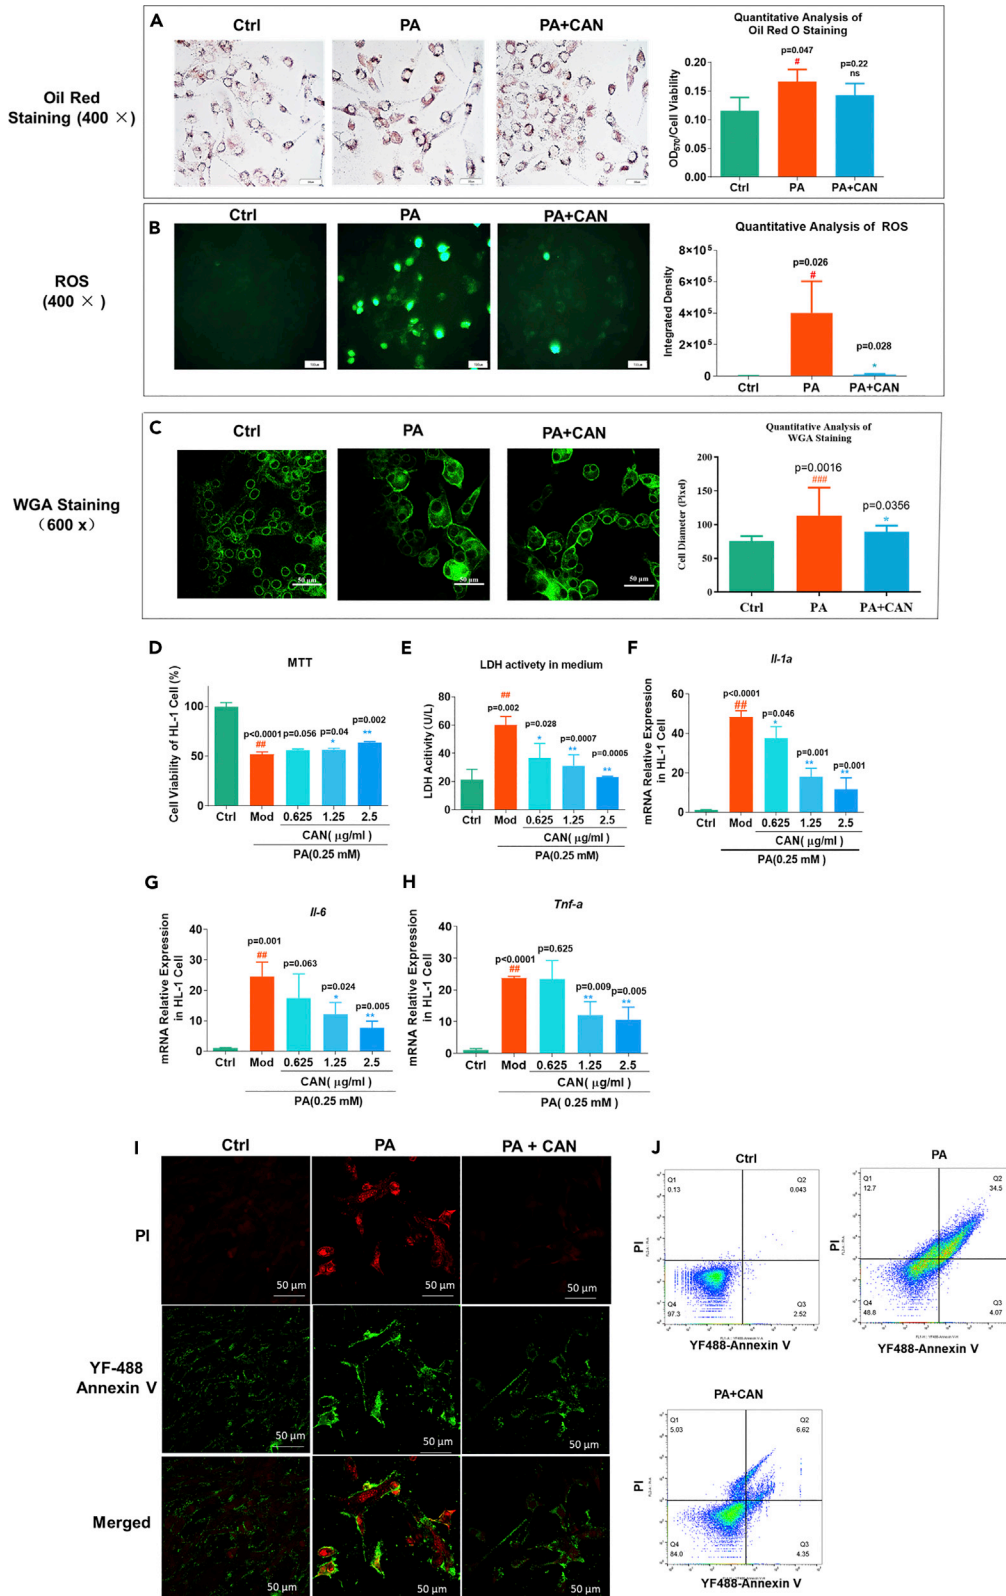 A
Ctrl
PA
PA+CAN
Oil Red
Staining (400 ×)
Quantitative Analysis of
Oil Red O Staining
p=0.047
#
p=0.22
ns
OD570/Cell Viability
0.20
0.15
0.10
0.05
0.00
Ctrl
PA
PA+CAN
B
Ctrl
PA
PA+CAN
ROS
(400 × )
Quantitative Analysis of ROS
Integrated Density
8×10⁵
6×10⁵
4×10⁵
2×10⁵
0
p=0.026
#
p=0.028
*
Ctrl
PA
PA+CAN
C
Ctrl
PA
PA+CAN
WGA Staining
(600 x)
50 μm
50 μm
50 μm
Quantitative Analysis of
WGA Staining
Cell Diameter (Pixel)
200
150
100
50
0
p=0.0016
###
p=0.0356
*
Ctrl
PA
PA+CAN
D
MTT
Cell Viability of HL-1 Cell (%)
100
50
0
p<0.0001
##
p=0.056
p=0.04
*
p=0.002
**
Ctrl
Mod
0.625
1.25
2.5
CAN( μg/ml )
PA(0.25 mM)
E
LDH activety in medium
LDH Acitivity (U/L)
80
60
40
20
0
##
p=0.002
p=0.028
*
p=0.0007
**
p=0.0005
**
Ctrl
Mod
0.625
1.25
2.5
CAN( μg/ml )
PA(0.25 mM)
F
Il-1a
mRNA Relative Expression
in HL-1 Cell
60
40
20
0
p<0.0001
##
p=0.046
*
p=0.001
**
p=0.001
**
Ctrl
Mod
0.625
1.25
2.5
CAN( μg/ml )
PA(0.25 mM )
G
Il-6
mRNA Relative Expression
in HL-1 Cell
40
30
20
10
0
p=0.001
##
p=0.063
p=0.024
*
p=0.005
**
Ctrl
Mod
0.625
1.25
2.5
CAN( μg/ml )
PA(0.25 mM)
H
Tnf-a
mRNA Relative Expression
in HL-1 Cell
40
30
20
10
0
p<0.0001
##
p=0.625
p=0.009
**
p=0.005
**
Ctrl
Mod
0.625
1.25
2.5
CAN( μg/ml )
PA( 0.25 mM )
I
Ctrl
PA
PA + CAN
PI
50 μm
50 μm
50 μm
YF-488
Annexin V
50 μm
50 μm
50 μm
Merged
50 μm
50 μm
50 μm
J
Ctrl
Q1
0.13
Q2
0.043
PI
Q4
97.3
Q3
2.52
YF488-Annexin V
PA
Q1
12.7
Q2
34.5
PI
Q4
48.8
Q3
4.07
YF488-Annexin V
PA+CAN
Q1
5.03
Q2
6.62
PI
Q4
84.0
Q3
4.35
YF488-Annexin V